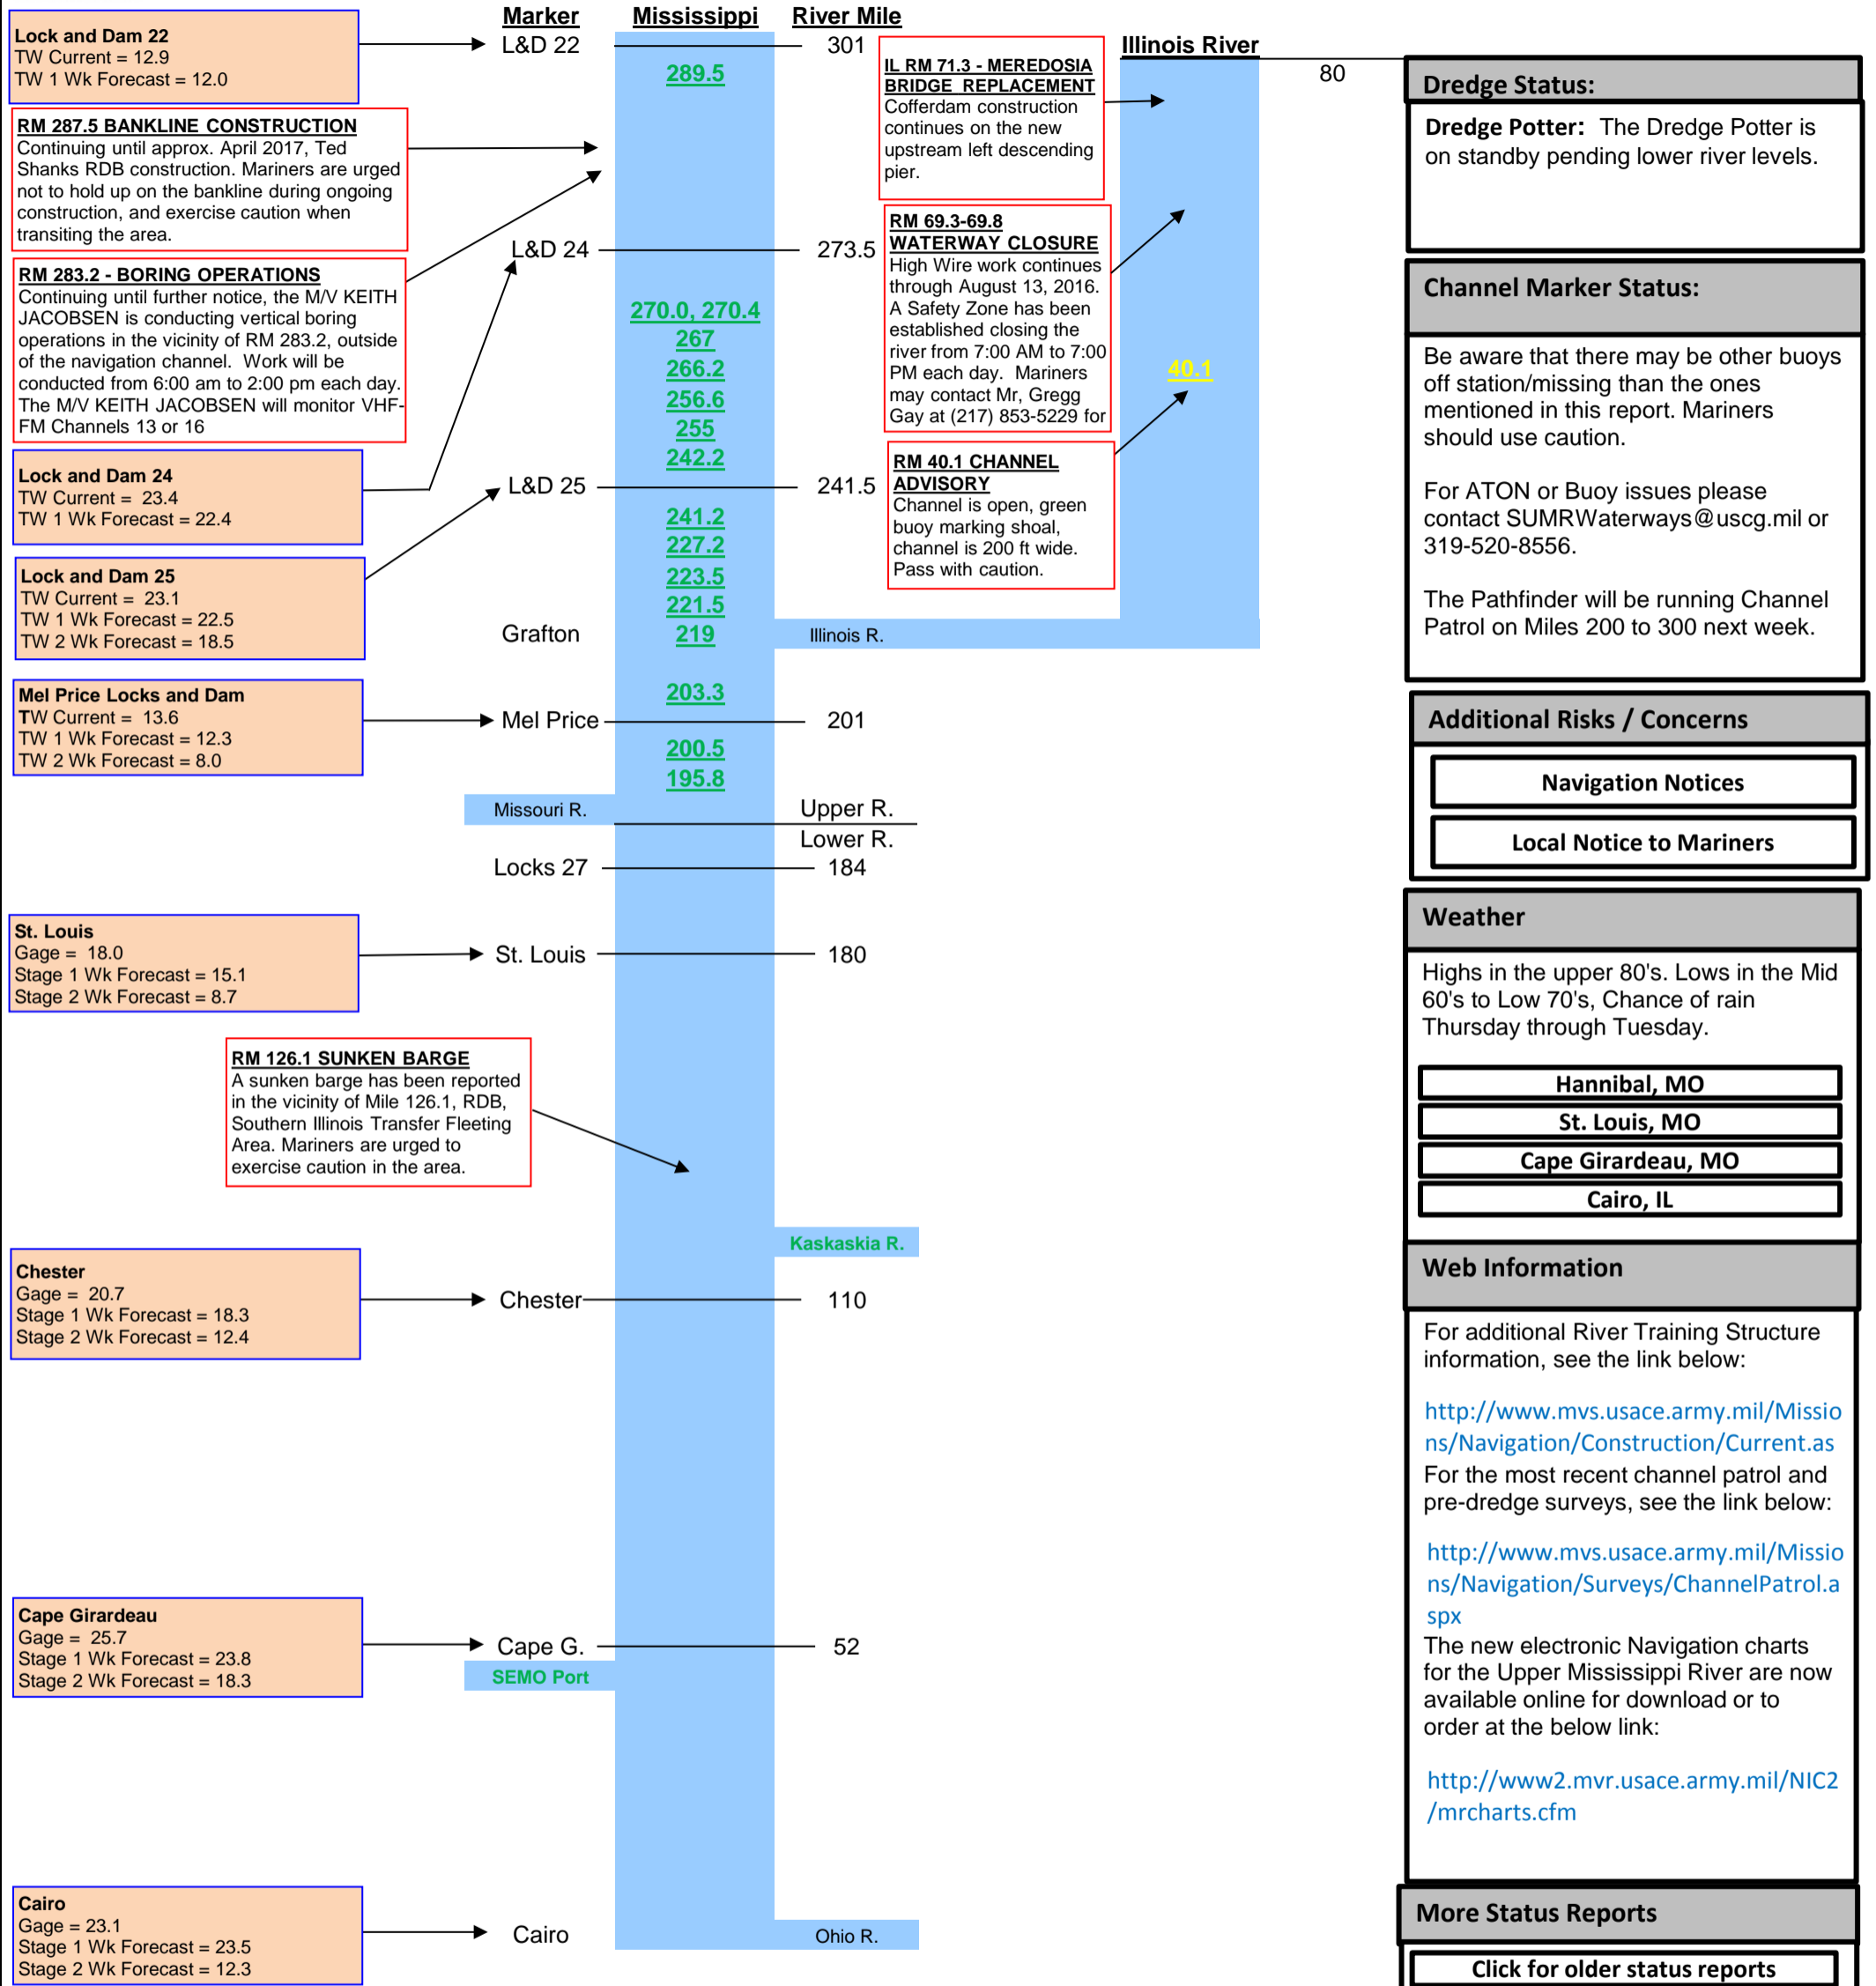 Marker
Mississippi
River Mile
Lock and Dam 22
TW Current = 12.9
TW 1 Wk Forecast = 12.0
L&D 22
301
289.5
RM 287.5 BANKLINE CONSTRUCTION
Continuing until approx. April 2017, Ted
Shanks RDB construction. Mariners are urged
not to hold up on the bankline during ongoing
construction, and exercise caution when
transiting the area.
L&D 24
273.5
RM 283.2 - BORING OPERATIONS
Continuing until further notice, the M/V KEITH
JACOBSEN is conducting vertical boring
operations in the vicinity of RM 283.2, outside
of the navigation channel.  Work will be
conducted from 6:00 am to 2:00 pm each day.
The M/V KEITH JACOBSEN will monitor VHF-
FM Channels 13 or 16
270.0, 270.4
267
266.2
256.6
255
242.2
Lock and Dam 24
TW Current =  23.4
TW 1 Wk Forecast = 22.4
L&D 25
241.5
241.2
227.2
223.5
221.5
219
Lock and Dam 25
TW Current =  23.1
TW 1 Wk Forecast = 22.5
TW 2 Wk Forecast = 18.5
Grafton
Illinois R.
Mel Price Locks and Dam
TW Current =  13.6
TW 1 Wk Forecast = 12.3
TW 2 Wk Forecast = 8.0
203.3
Mel Price
201
200.5
195.8
Missouri R.
Upper R.
Lower R.
Locks 27
184
St. Louis
Gage =  18.0
Stage 1 Wk Forecast = 15.1
Stage 2 Wk Forecast = 8.7
St. Louis
180
RM 126.1 SUNKEN BARGE
A sunken barge has been reported
in the vicinity of Mile 126.1, RDB,
Southern Illinois Transfer Fleeting
Area. Mariners are urged to
exercise caution in the area.
Kaskaskia R.
Chester
Gage =  20.7
Stage 1 Wk Forecast = 18.3
Stage 2 Wk Forecast = 12.4
Chester
110
Cape Girardeau
Gage =  25.7
Stage 1 Wk Forecast = 23.8
Stage 2 Wk Forecast = 18.3
Cape G.
52
SEMO Port
Cairo
Gage = 23.1
Stage 1 Wk Forecast = 23.5
Stage 2 Wk Forecast = 12.3
Cairo
Ohio R.
Illinois River
80
IL RM 71.3 - MEREDOSIA
BRIDGE  REPLACEMENT
Cofferdam construction
continues on the new
upstream left descending
pier.
RM 69.3-69.8
WATERWAY CLOSURE
High Wire work continues
through August 13, 2016.
A Safety Zone has been
established closing the
river from 7:00 AM to 7:00
PM each day.  Mariners
may contact Mr, Gregg
Gay at (217) 853-5229 for
40.1
RM 40.1 CHANNEL
ADVISORY
Channel is open, green
buoy marking shoal,
channel is 200 ft wide.
Pass with caution.
Dredge Status:
Dredge Potter:  The Dredge Potter is
on standby pending lower river levels.
Channel Marker Status:
Be aware that there may be other buoys
off station/missing than the ones
mentioned in this report. Mariners
should use caution.
For ATON or Buoy issues please
contact SUMRWaterways@uscg.mil or
319-520-8556.
The Pathfinder will be running Channel
Patrol on Miles 200 to 300 next week.
Additional Risks / Concerns
Navigation Notices
Local Notice to Mariners
Weather
Highs in the upper 80's. Lows in the Mid
60's to Low 70's, Chance of rain
Thursday through Tuesday.
Hannibal, MO
St. Louis, MO
Cape Girardeau, MO
Cairo, IL
Web Information
For additional River Training Structure
information, see the link below:
http://www.mvs.usace.army.mil/Missio
ns/Navigation/Construction/Current.as
For the most recent channel patrol and
pre-dredge surveys, see the link below:
http://www.mvs.usace.army.mil/Missio
ns/Navigation/Surveys/ChannelPatrol.a
spx
The new electronic Navigation charts
for the Upper Mississippi River are now
available online for download or to
order at the below link:
http://www2.mvr.usace.army.mil/NIC2
/mrcharts.cfm
More Status Reports
Click for older status reports